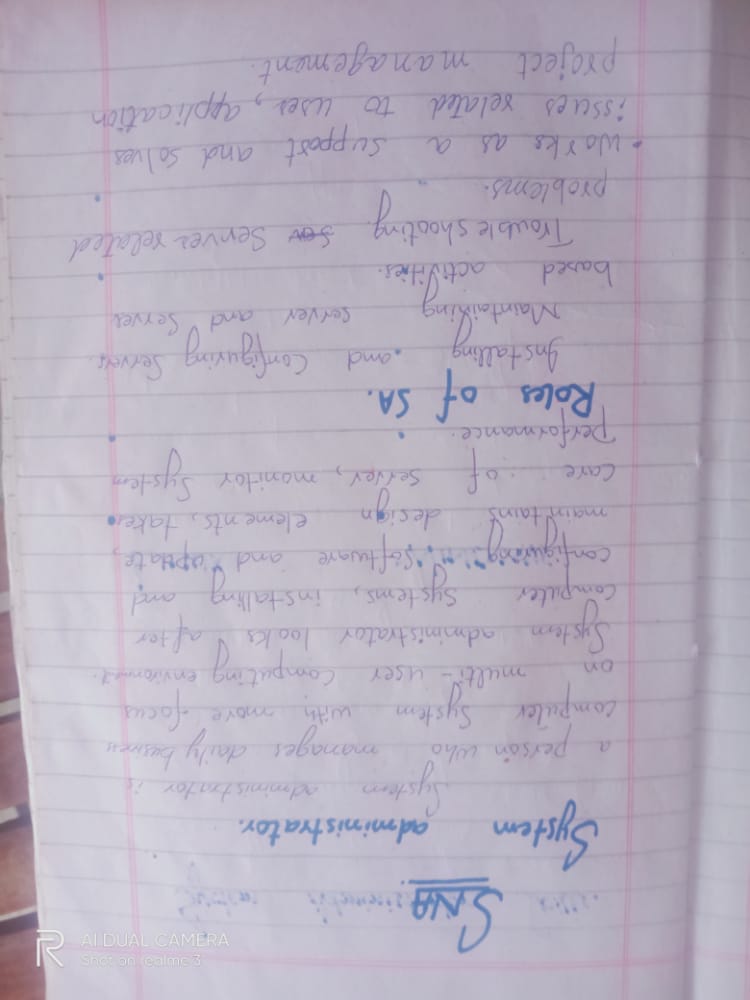 SNA.
System administrator.
System administrator is
a person who manages daily business
computer System with more focus
on multi-user computing environmet.
System administrator looks after
computer systems, installing and
configuring software and update,
maintains design elements, takes
care of server, monitor System
performance.
Roles of SA.
Installing and Configuring Servers.
Maintaining server and Server
based activities.
Trouble shooting Server related
problems.
• Works as a support and solves
issues related to user, application
project management.
AI DUAL CAMERA
Shot on realme 3